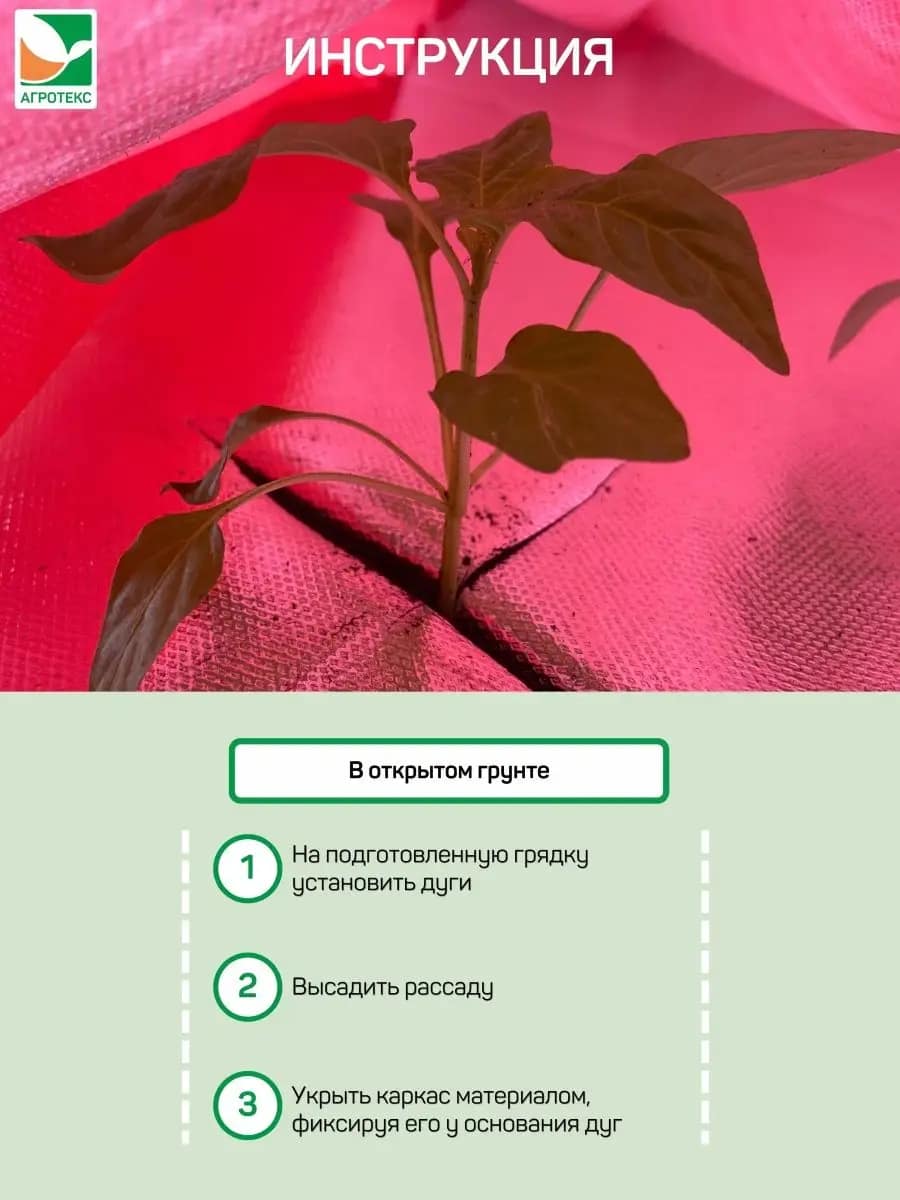 АГРОТЕКС
ИНСТРУКЦИЯ
В открытом грунте
1
На подготовленную грядку
установить дуги
2
Высадить рассаду
3
Укрыть каркас материалом,
фиксируя его у основания дуг